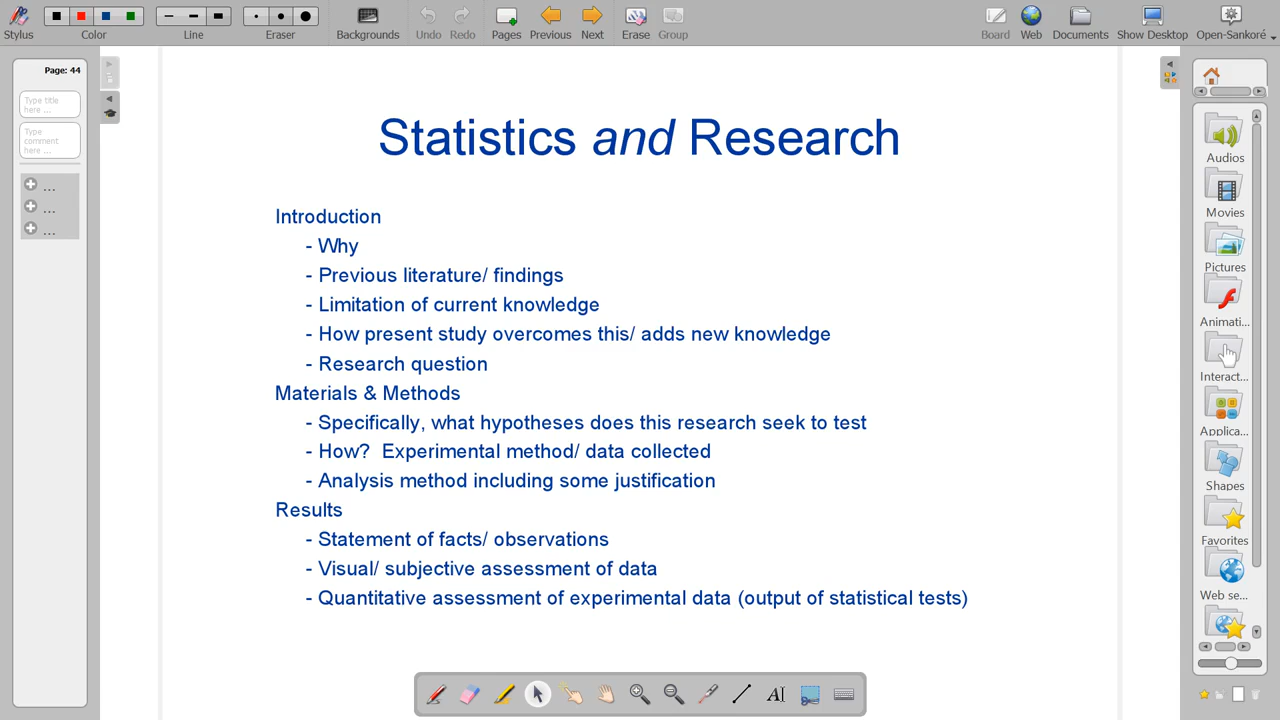 Stylus
Color
Line
Eraser
Backgrounds
Undo
Redo
Pages
Previous
Next
Erase
Group
Board
Web
Documents
Show Desktop
Open-Sankoré
Page: 44
Type title
here ...
Type
comment
here ...
...
...
...
Statistics and Research
Introduction
- Why
- Previous literature/ findings
- Limitation of current knowledge
- How present study overcomes this/ adds new knowledge
- Research question
Materials & Methods
- Specifically, what hypotheses does this research seek to test
- How?  Experimental method/ data collected
- Analysis method including some justification
Results
- Statement of facts/ observations
- Visual/ subjective assessment of data
- Quantitative assessment of experimental data (output of statistical tests)
Audios
Movies
Pictures
Animati...
Interact...
Applica...
Shapes
Favorites
Web se...